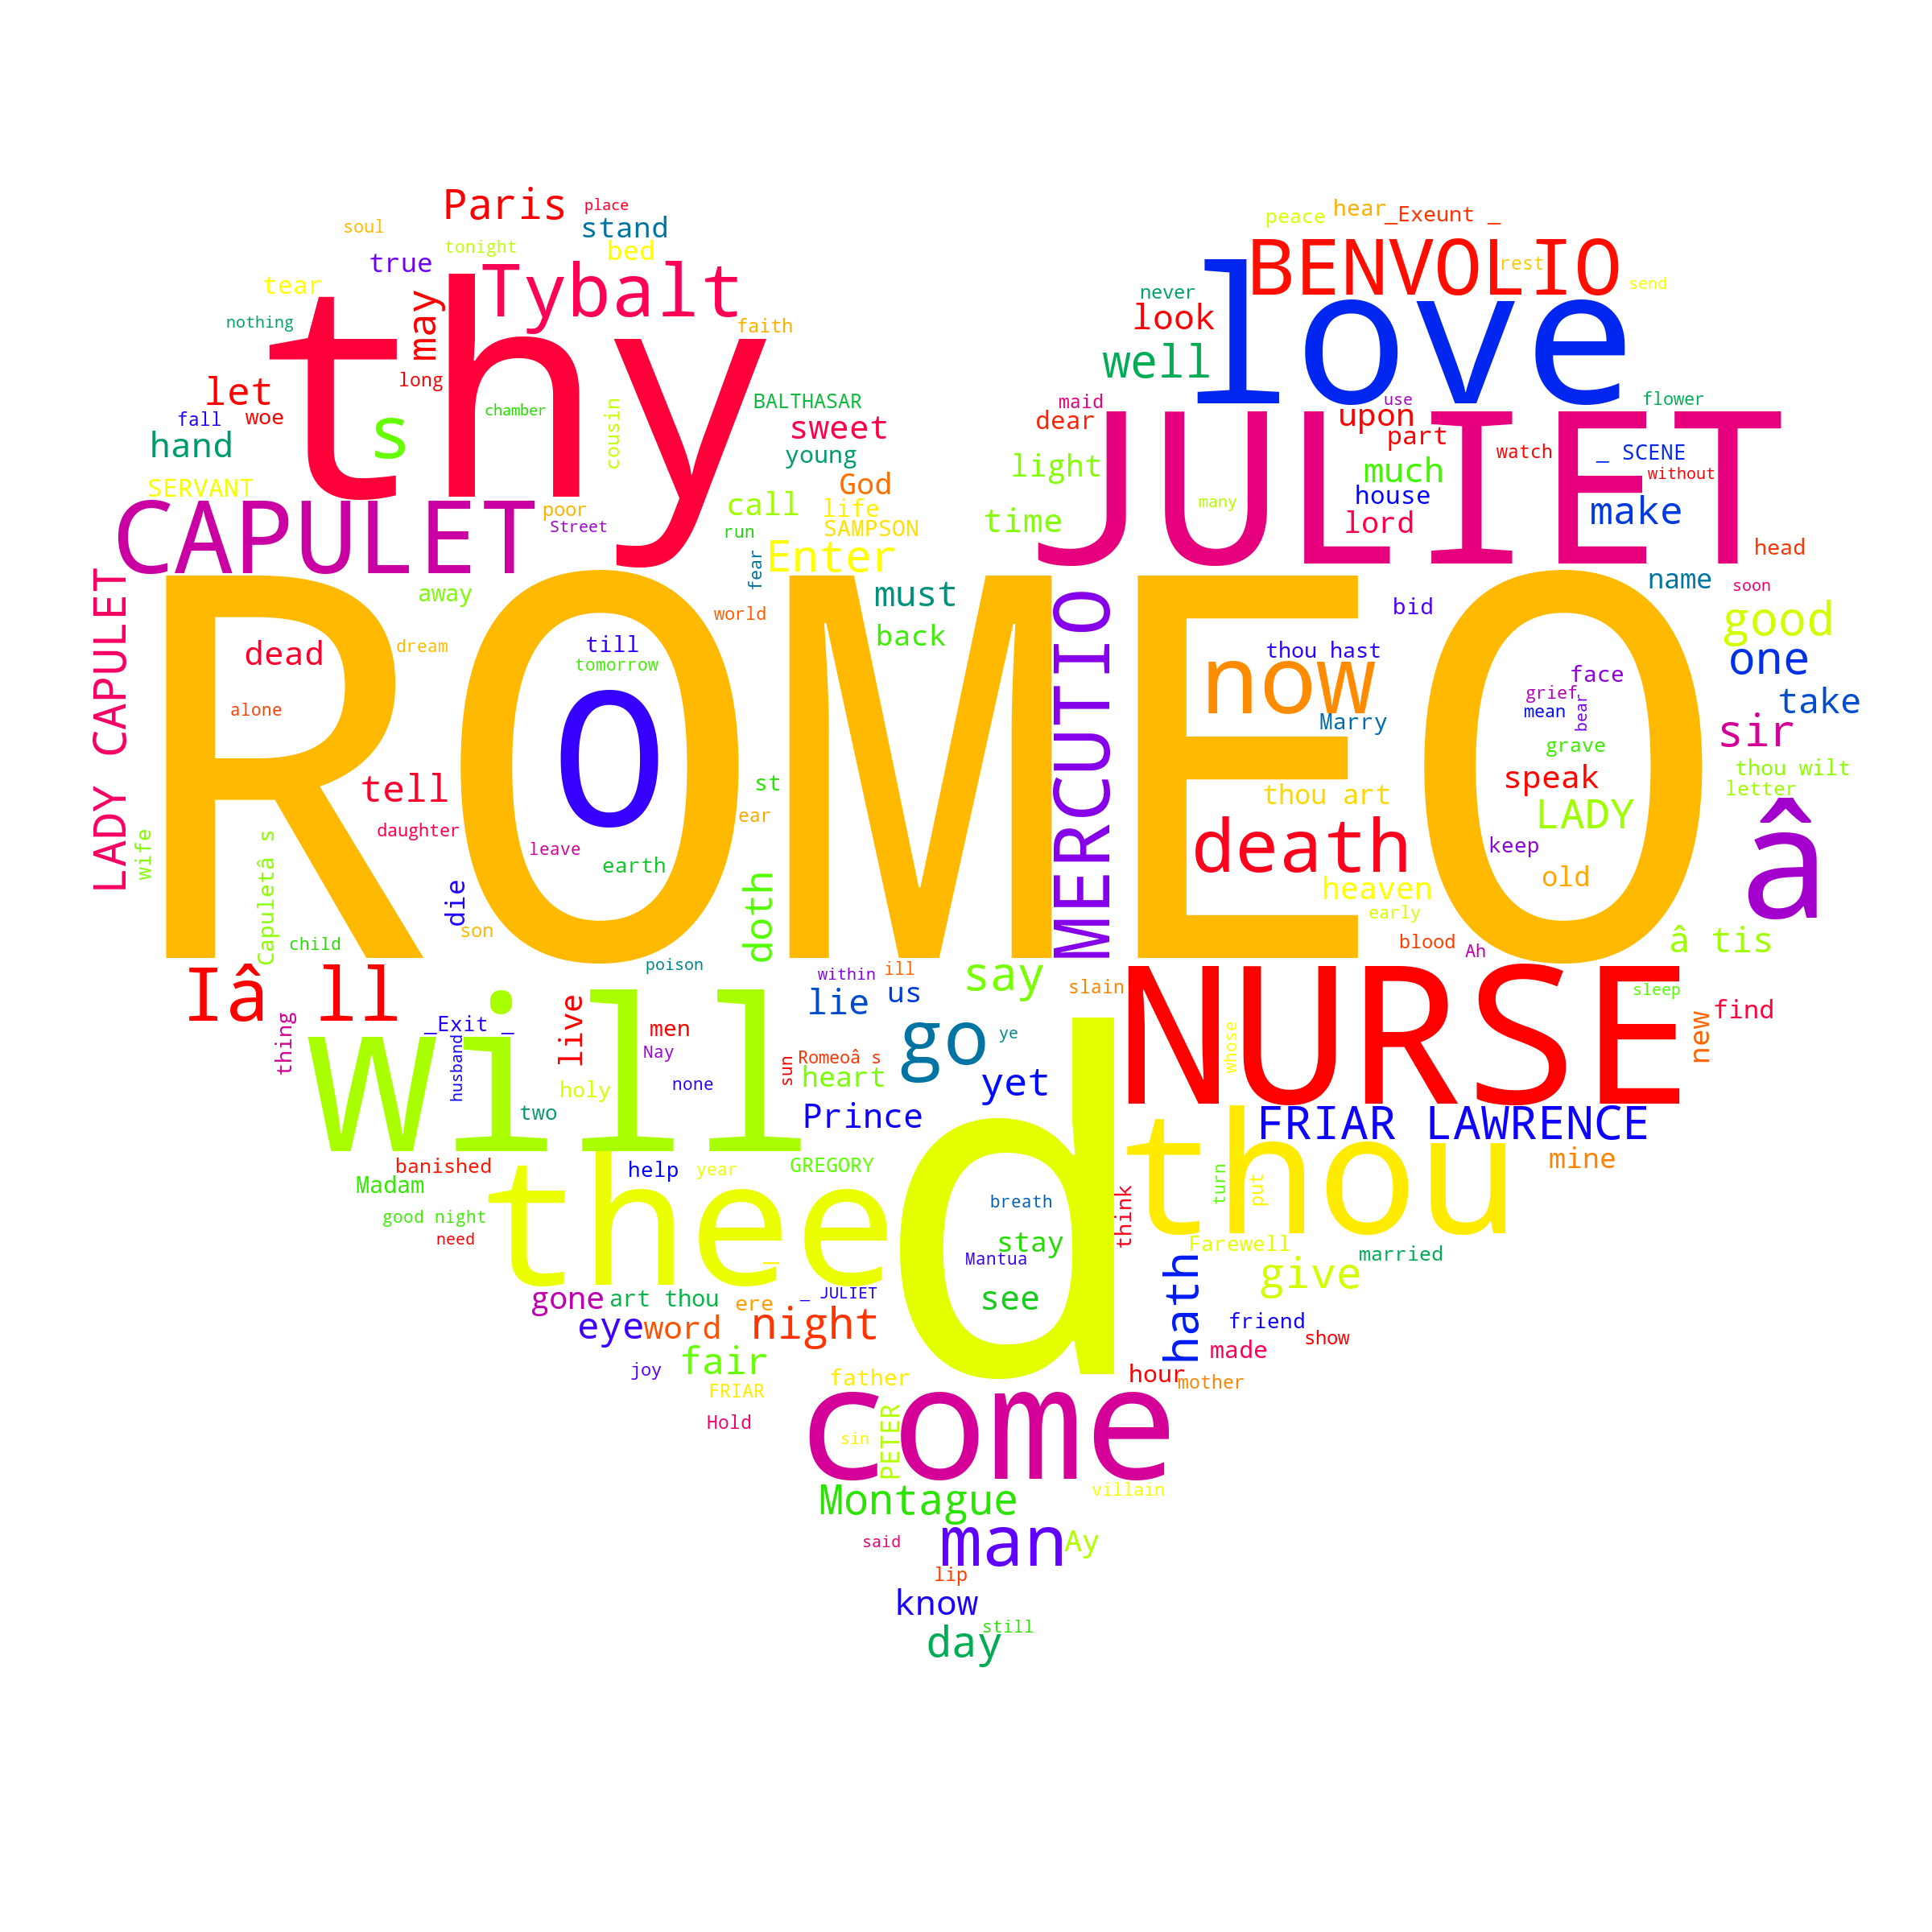 Paris
place
soul
stand
tonight
bed
true
tear
Tybalt
may
nothing
thy
faith
long
let
fall
woe
s
chamber
cousin
hand
BALTHASAR
sweet
young
God
SERVANT
poor
Street
call
life
run
SAMPSON
CAPULET
Enter
fear
peace
hear
_Exeunt _
BENVOLIO
rest
send
never
look
love
well
maid
dear
use
upon
flower
part
JULIET
light
much
watch
_ SCENE
without
many
house
make
time
lord
head
LADY CAPULET
away
must
world
back
name
soon
bid
good
ROMEO
dead
dream
till
tomorrow
alone
o
MERCUTIO
thou hast
now
Marry
face
grief
mean
bear
grave
one
take
sir
thou wilt
letter
tell
st
ear
daughter
leave
earth
thou art
speak
LADY
death
keep
old
heaven
early
â
wife
Capuletâ s
child
die
son
doth
blood
Ah
â tis
poison
within
ill
say
slain
sleep
find
Iâ ll
lie
us
NURSE
new
thing
_Exit _
live
men
Nay
husband
none
holy
two
will
sun
Romeoâ s
heart
go
ye
yet
whose
Prince
FRIAR LAWRENCE
banished
Madam
good night
need
help
year
GREGORY
thee
_
d
breath
stay
Mantua
see
thou
think
turn
put
mine
Farewell
married
give
hath
gone
art thou
ere
_ JULIET
eye
word
night
friend
show
made
fair
joy
FRIAR
father
hour
mother
Hold
come
sin
PETER
villain
Montague
said
man
Ay
lip
know
still
day